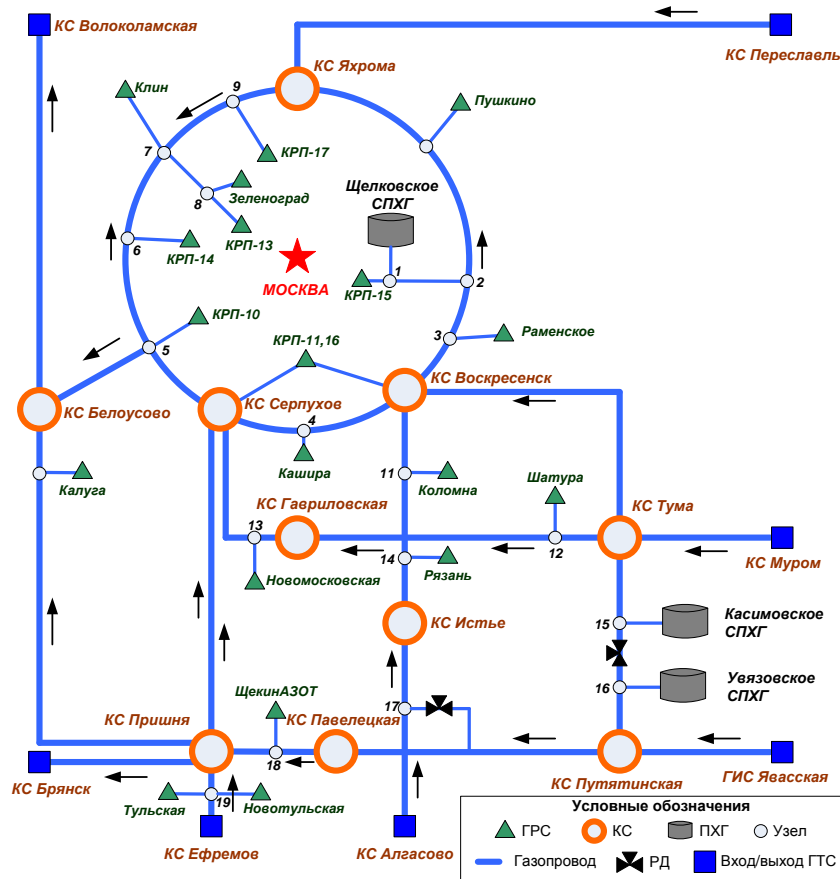 КС Волоколамская
КС Переславль
КС Яхрома
Клин
9
Пушкино
7
КРП-17
Щелковское
СПХГ
Зеленоград
8
КРП-13
6
КРП-14
МОСКВА
КРП-15
1
2
КРП-10
3
Раменское
5
КРП-11,16
КС Воскресенск
КС Белоусово
КС Серпухов
4
Кашира
Калуга
11
Коломна
Шатура
КС Гавриловская
КС Тума
13
12
Новомосковская
14
Рязань
КС Муром
КС Истье
15
Касимовское
СПХГ
16
Увязовское
СПХГ
ЩекинАЗОТ
17
КС Пришня
КС Павелецкая
18
КС Путятинская
ГИС Явасская
КС Брянск
Тульская
19
Новотульская
КС Ефремов
КС Алгасово
Условные обозначения
ГРС
КС
ПХГ
Узел
Газопровод
РД
Вход/выход ГТС